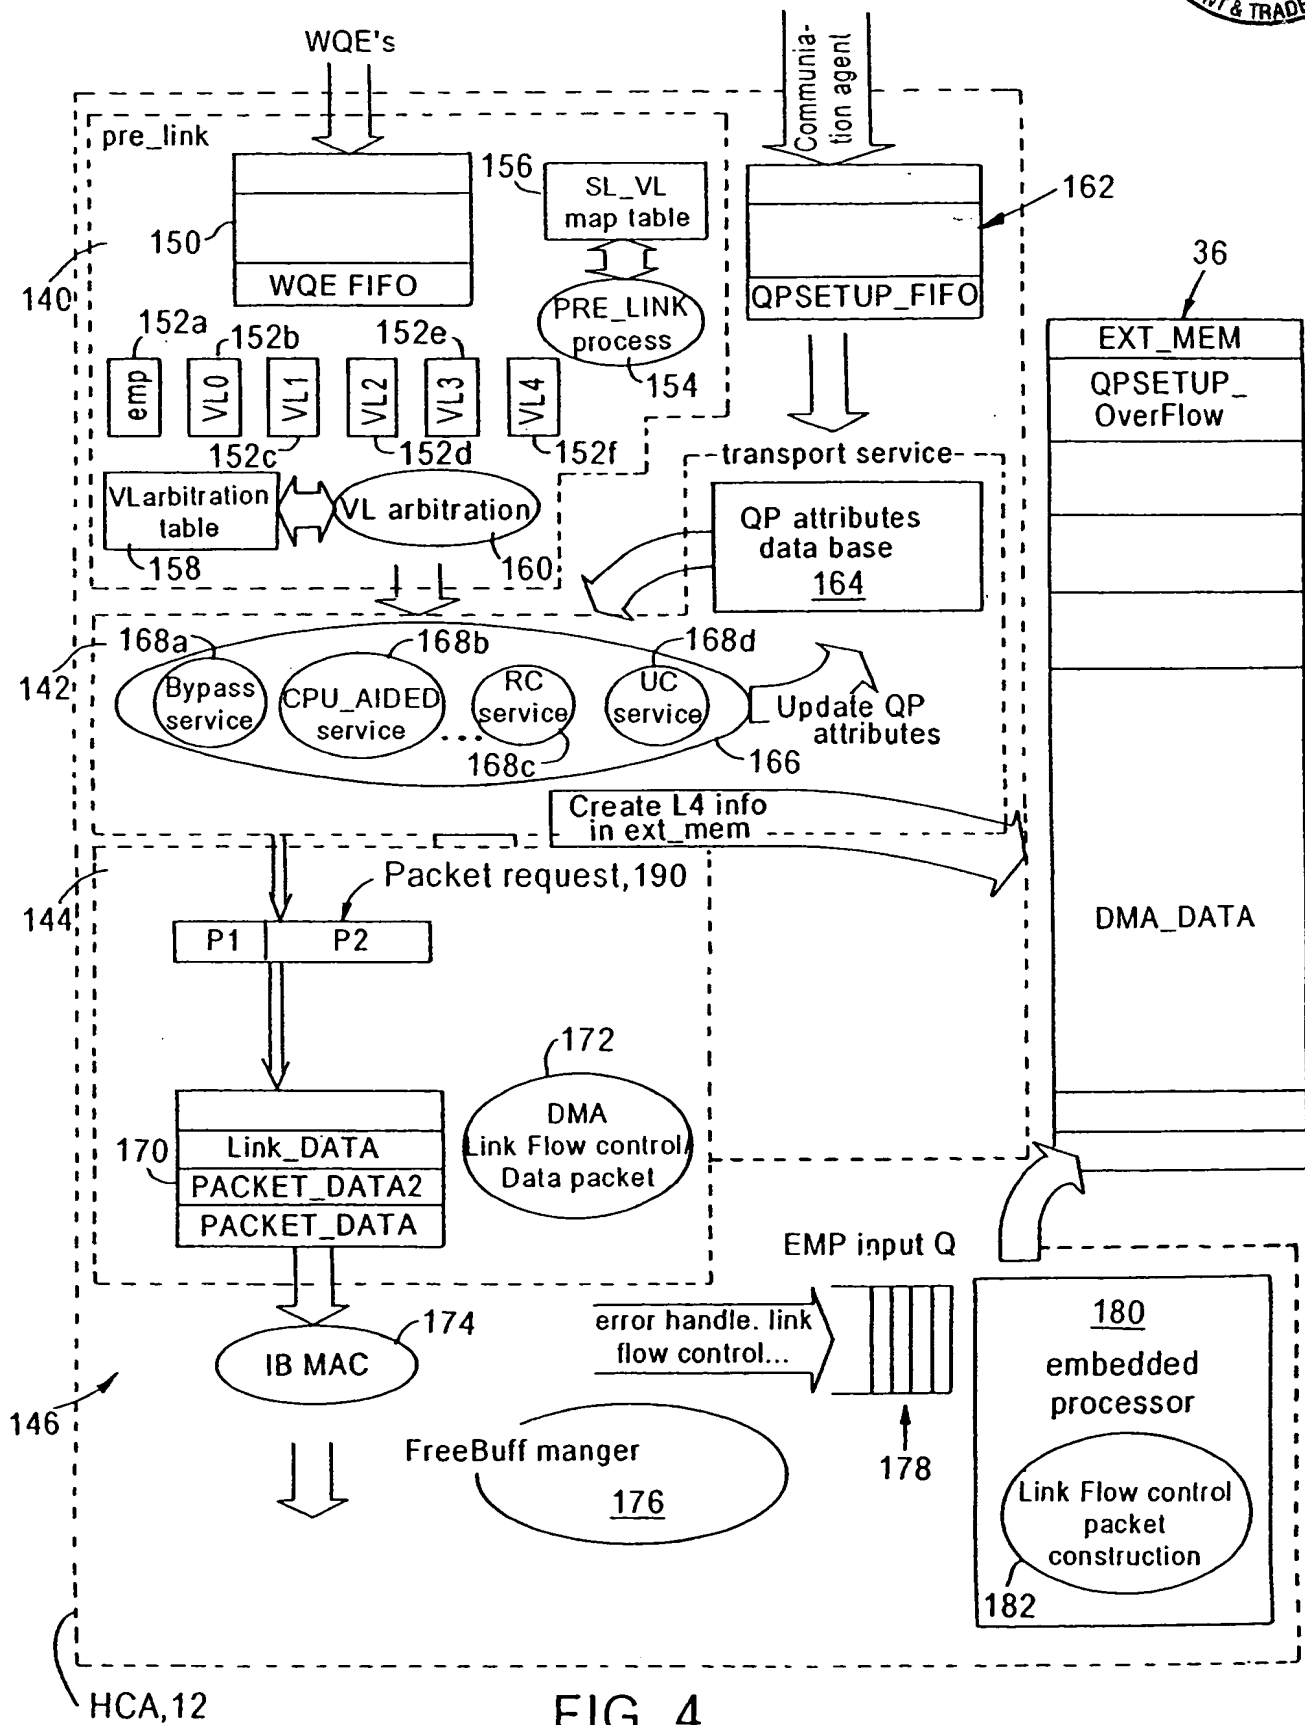 NT & TRADE
WQE's
Communia-
tion agent
pre_link
156
SL_VL
map table
162
150
WQE FIFO
140
PRE_LINK
process
QPSETUP_FIFO
36
152a
152b
152e
154
EXT_MEM
QPSETUP_
OverFlow
emp
VL0
VL1
VL2
VL3
VL4
152c
152d
152f
164
transport service
VLarbitration
table
VL arbitration
158
160
QP attributes
data base
164
142
168a
168b
168d
Bypass
service
CPU_AIDED
service
...
RC
service
UC
service
168c
166
Update QP
attributes
Create L4 info
in ext_mem
144
Packet request,190
P1
P2
DMA_DATA
172
DMA
Link Flow control/
Data packet
170
Link_DATA
PACKET_DATA2
PACKET_DATA
EMP input Q
174
IB MAC
error handle. link
flow control...
178
180
embedded
processor
146
FreeBuff manger
176
Link Flow control
packet
construction
182
HCA,12
FIG. 4